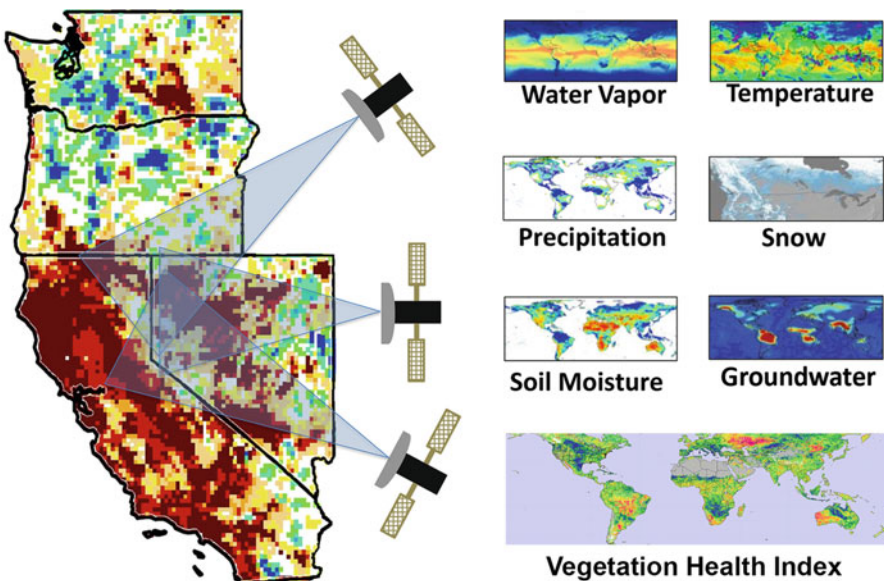 Water Vapor
Temperature
Precipitation
Snow
Soil Moisture
Groundwater
Vegetation Health Index